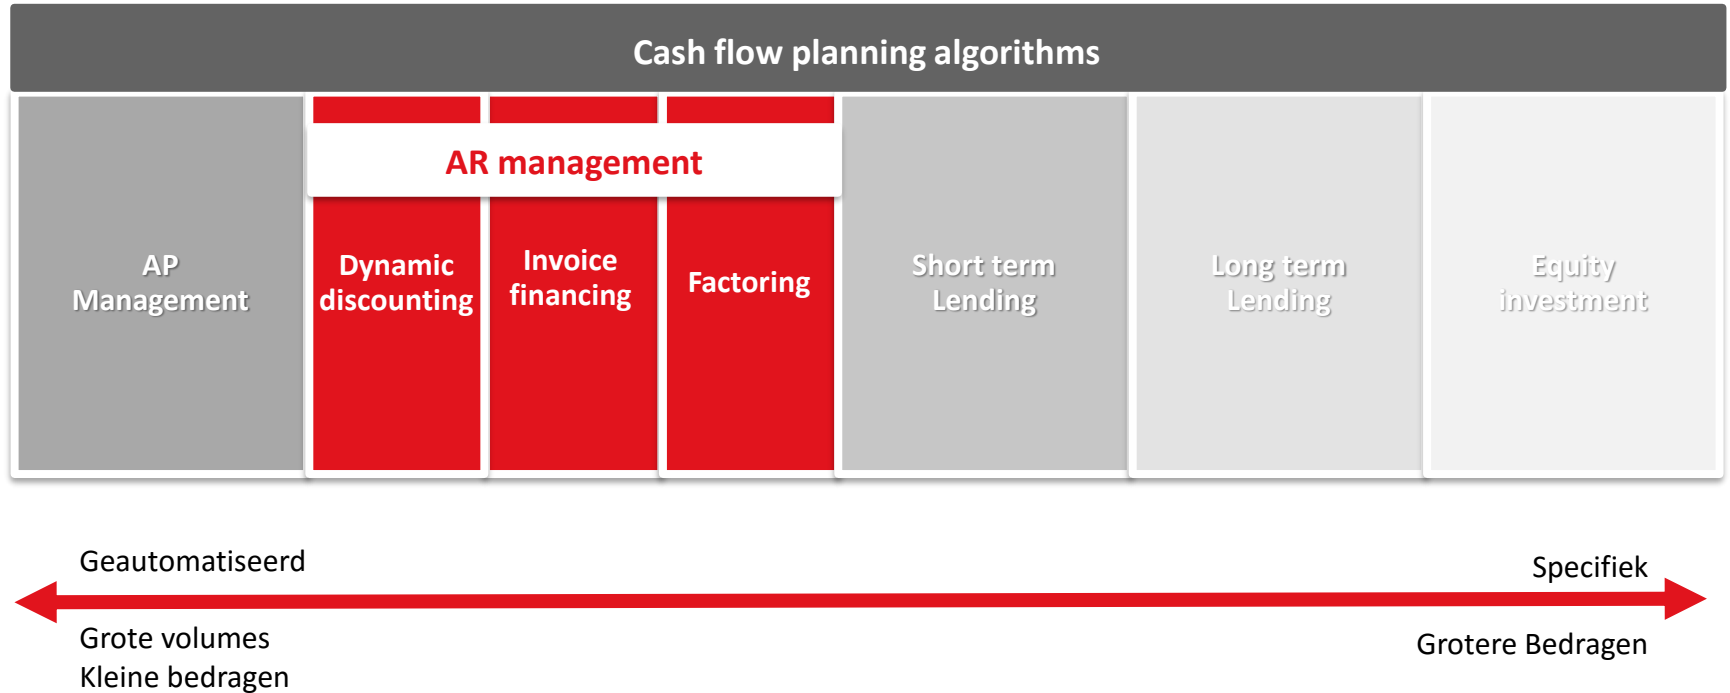 Cash flow planning algorithms
AR management
AP
Management
Dynamic
discounting
Invoice
financing
Factoring
Short term
Lending
Long term
Lending
Equity
investment
Geautomatiseerd
Specifiek
Grote volumes
Kleine bedragen
Grotere Bedragen